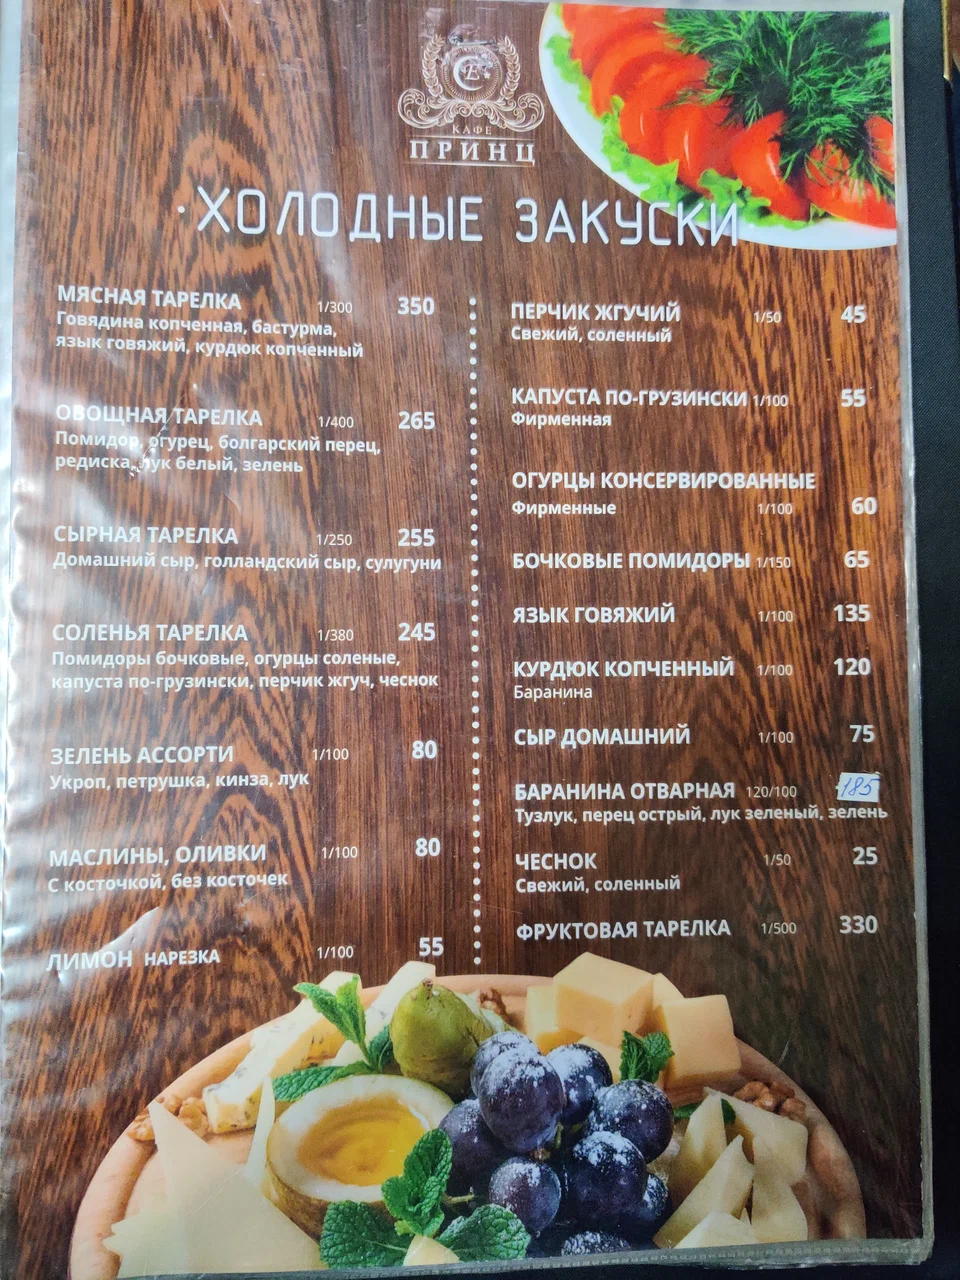 СЕ
КАФЕ
ПРИНЦ
·ХОЛОДНЫЕ ЗАКУСКИ
МЯСНАЯ ТАРЕЛКА 1/300 350
Говядина копченная, бастурма,
язык говяжий, курдюк копченный
ОВОЩНАЯ ТАРЕЛКА 1/400 265
Помидор, огурец, болгарский перец,
редиска, лук белый, зелень
СЫРНАЯ ТАРЕЛКА 1/250 255
Домашний сыр, голландский сыр, сулугуни
СОЛЕНЬЯ ТАРЕЛКА 1/380 245
Помидоры бочковые, огурцы соленые,
капуста по-грузински, перчик жгуч, чеснок
ЗЕЛЕНЬ АССОРТИ 1/100 80
Укроп, петрушка, кинза, лук
МАСЛИНЫ, ОЛИВКИ 1/100 80
С косточкой, без косточек
ЛИМОН НАРЕЗКА 1/100 55
ПЕРЧИК ЖГУЧИЙ 1/50 45
Свежий, соленный
КАПУСТА ПО-ГРУЗИНСКИ 1/100 55
Фирменная
ОГУРЦЫ КОНСЕРВИРОВАННЫЕ
Фирменные 1/100 60
БОЧКОВЫЕ ПОМИДОРЫ 1/150 65
ЯЗЫК ГОВЯЖИЙ 1/100 135
КУРДЮК КОПЧЕННЫЙ 1/100 120
Баранина
СЫР ДОМАШНИЙ 1/100 75
БАРАНИНА ОТВАРНАЯ 120/100 185
Тузлук, перец острый, лук зеленый, зелень
ЧЕСНОК 1/50 25
Свежий, соленный
ФРУКТОВАЯ ТАРЕЛКА 1/500 330